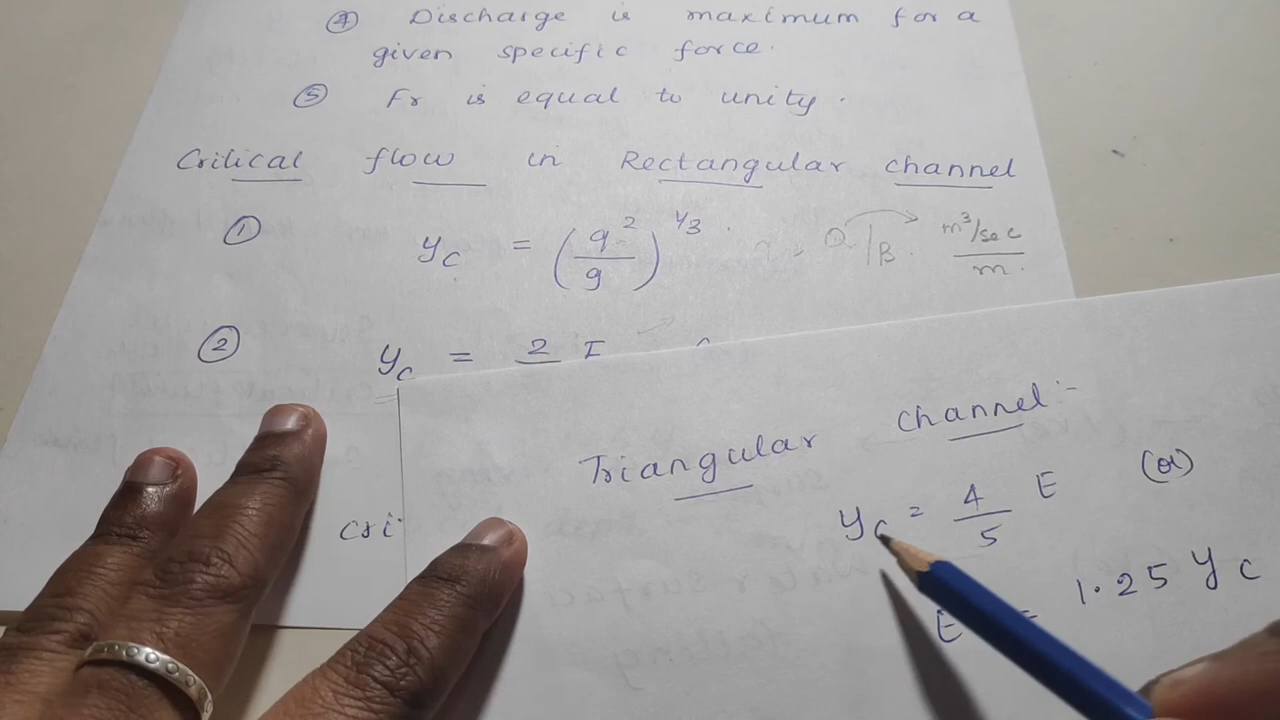 ④ Discharge is maximum for a
given specific force.
⑤ Fr is equal to unity.
Critical flow in Rectangular channel
① yc = (q²/g)^1/3 Q/B m³/sec/m.
② yc = 2 E
cri
Triangular channel:-
yc = 4/5 E (or)
E = 1.25 yc